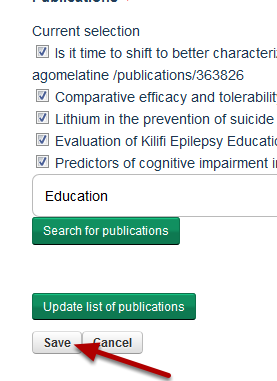 Publications
Current selection
Is it time to shift to better characteri
agomelatine /publications/363826
Comparative efficacy and tolerabilit
Lithium in the prevention of suicide
Evaluation of Kilifi Epilepsy Educatio
Predictors of cognitive impairment i
Education
Search for publications
Update list of publications
Save Cancel